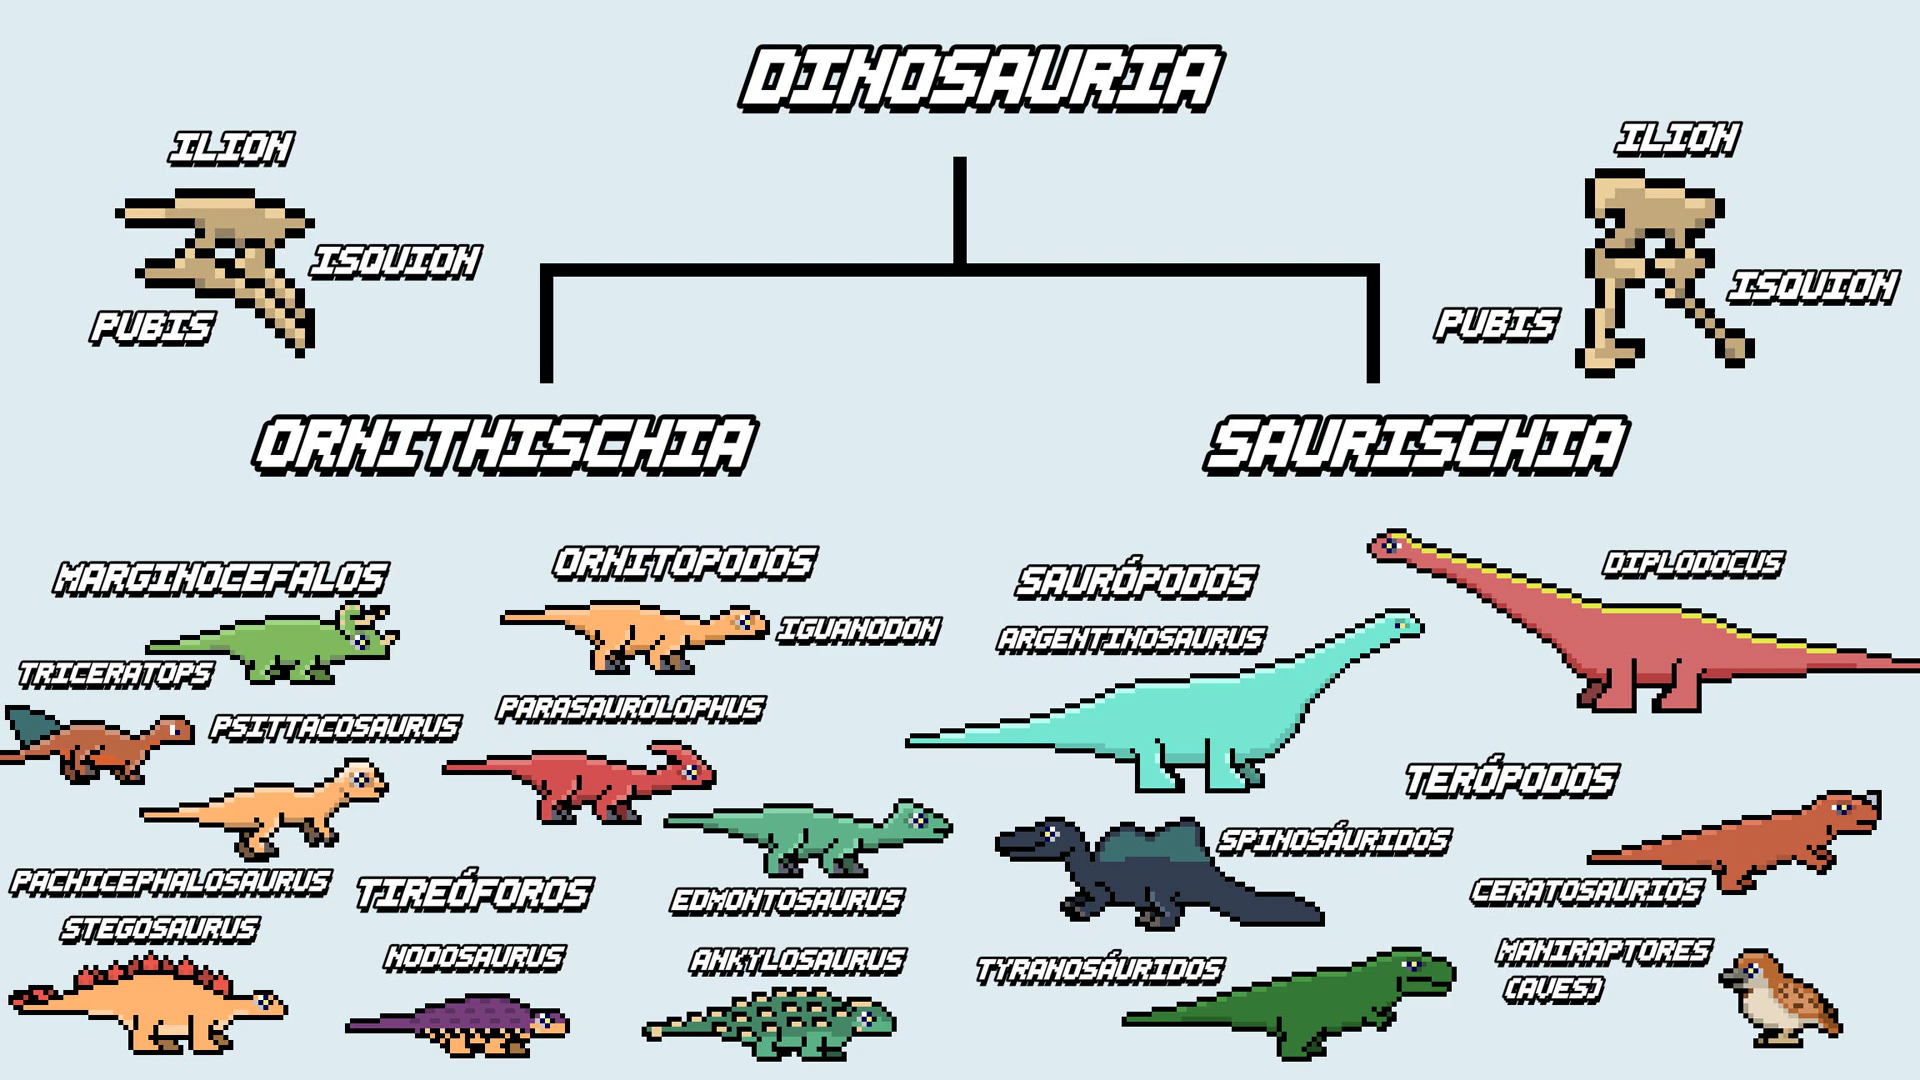 DINOSAURIA
ILION
ISQUION
PUBIS
ILION
ISQUION
PUBIS
ORNITHISCHIA
SAURISCHIA
MARGINOCEFALOS
TRICERATOPS
PSITTACOSAURUS
PACHICEPHALOSAURUS
ORNITOPODOS
IGUANODON
PARASAUROLOPHUS
EDMONTOSAURUS
TIREÓFOROS
STEGOSAURUS
NODOSAURUS
ANKYLOSAURUS
SAURÓPODOS
ARGENTINOSAURUS
DIPLODOCUS
TERÓPODOS
SPINOSÁURIDOS
CERATOSAURIOS
TYRANOSÁURIDOS
MANIRAPTORES
(AVES)